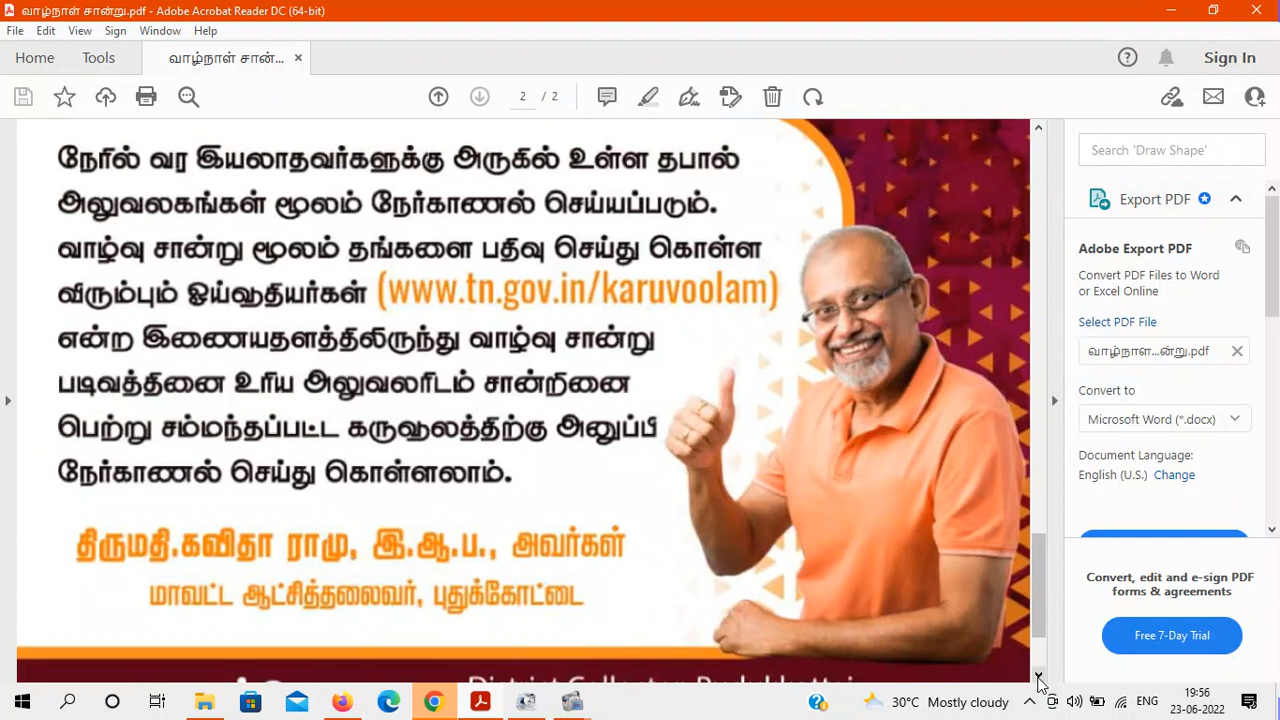 வாழ்நாள் சான்று.pdf - Adobe Acrobat Reader DC (64-bit)
File Edit View Sign Window Help
Home Tools வாழ்நாள் சான்... ×
Sign In
2 / 2
நேரில் வர இயலாதவர்களுக்கு அருகில் உள்ள தபால்
அலுவலகங்கள் மூலம் நேர்காணல் செய்யப்படும்.
வாழ்வு சான்று மூலம் தங்களை பதிவு செய்து கொள்ள
விரும்பும் ஓய்ஹதியர்கள் (www.tn.gov.in/karuvoolam)
என்ற இணையதளத்திலிருந்து வாழ்வு சான்று
படிவத்தினை உரிய அலுவலரிடம் சான்றினை
பெற்று சம்மந்தப்பட்ட கருஹலத்திற்கு அனுப்பி
நேர்காணல் செய்து கொள்ளலாம்.
திருமதி.கவிதா ராமு, இ.ஆ.ப., அவர்கள்
மாவட்ட ஆட்சித்தலைவர், புதுக்கோட்டை
Search 'Draw Shape'
Export PDF
Adobe Export PDF
Convert PDF Files to Word
or Excel Online
Select PDF File
வாழ்நாள...ன்று.pdf
Convert to
Microsoft Word (*.docx)
Document Language:
English (U.S.) Change
Convert, edit and e-sign PDF
forms & agreements
Free 7-Day Trial
30°C Mostly cloudy
ENG
19:56
23-06-2022